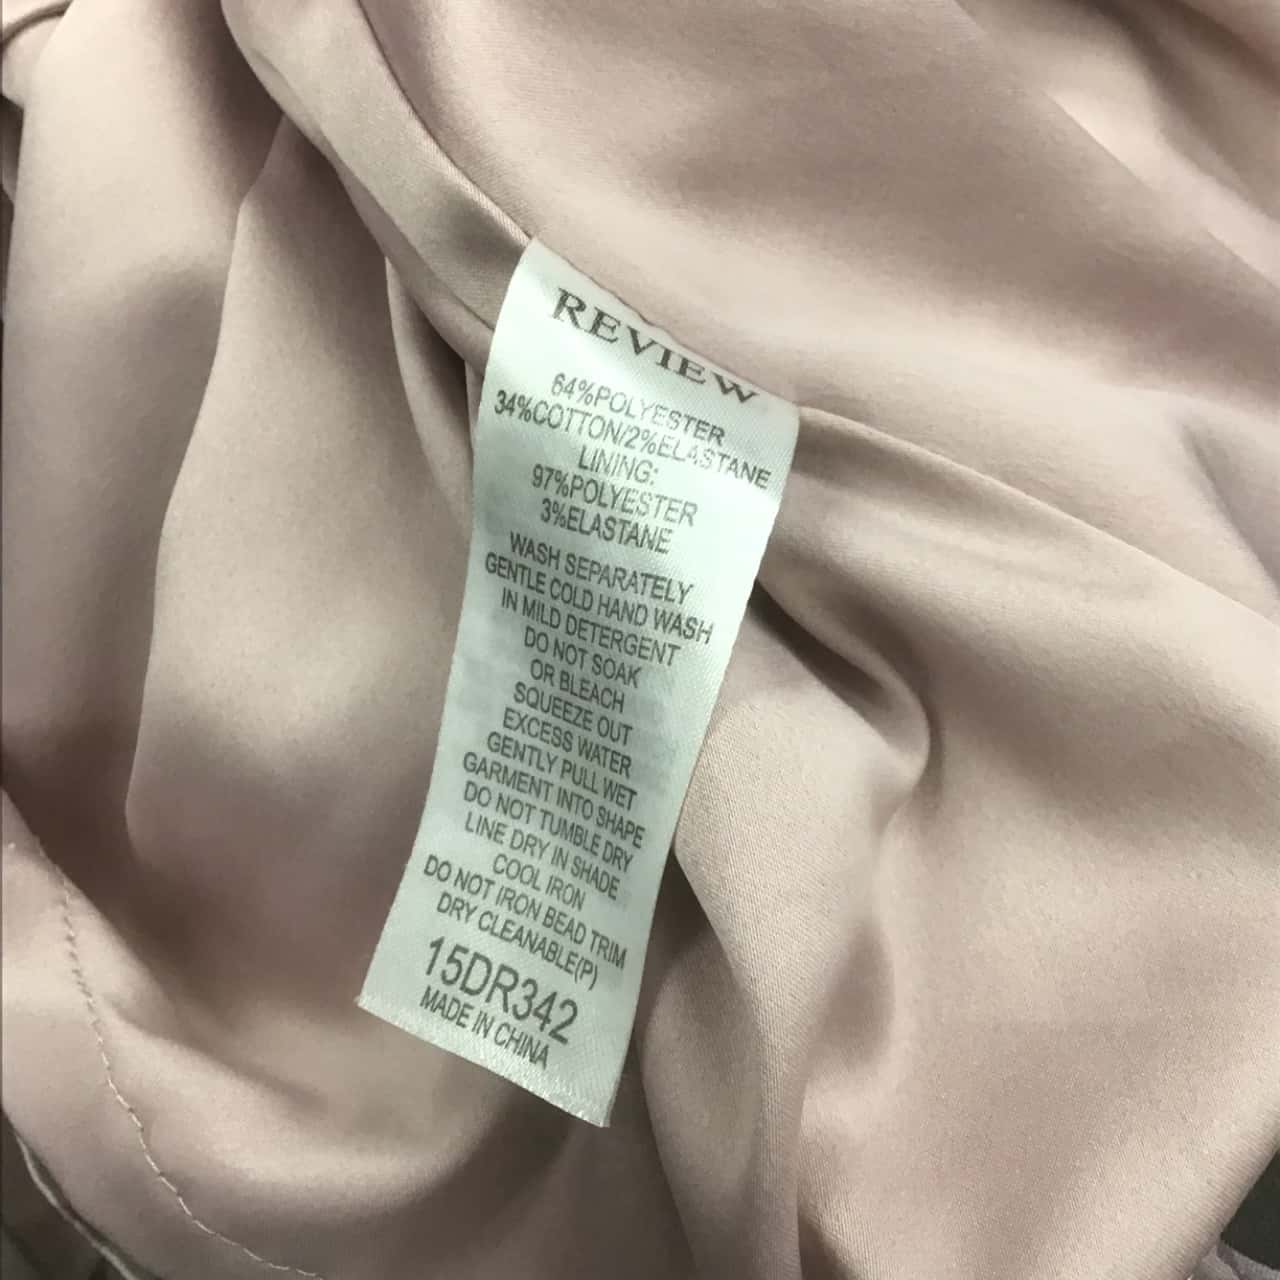 REVIEW
64%POLYESTER
34%COTTON/2%ELASTANE
LINING:
97%POLYESTER
3%ELASTANE
WASH SEPARATELY
GENTLE COLD HAND WASH
IN MILD DETERGENT
DO NOT SOAK
OR BLEACH
SQUEEZE OUT
EXCESS WATER
GENTLY PULL WET
GARMENT INTO SHAPE
DO NOT TUMBLE DRY
LINE DRY IN SHADE
COOL IRON
DO NOT IRON BEAD TRIM
DRY CLEANABLE(P)
15DR342
MADE IN CHINA